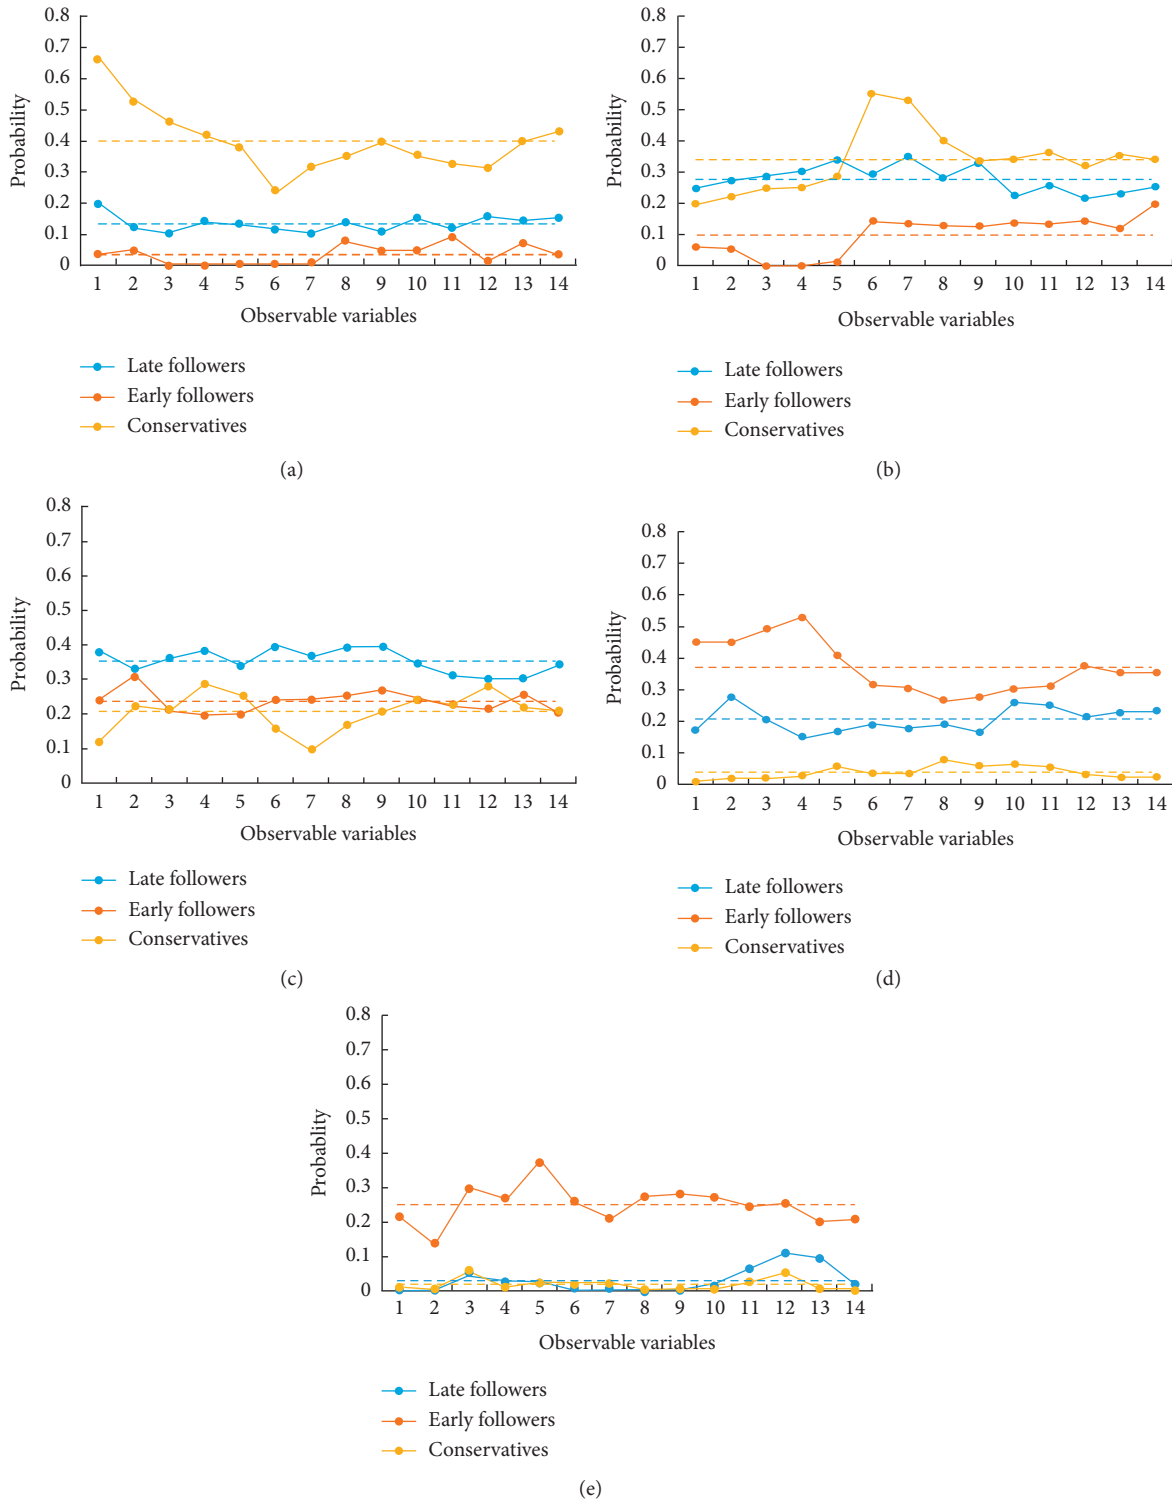 0.8
0.7
0.6
0.5
0.4
0.3
0.2
0.1
0
Probability
1 2 3 4 5 6 7 8 9 10 11 12 13 14
Observable variables
Late followers
Early followers
Conservatives
(a)
0.8
0.7
0.6
0.5
0.4
0.3
0.2
0.1
0
Probability
1 2 3 4 5 6 7 8 9 10 11 12 13 14
Observable variables
Late followers
Early followers
Conservatives
(b)
0.8
0.7
0.6
0.5
0.4
0.3
0.2
0.1
0
Probability
1 2 3 4 5 6 7 8 9 10 11 12 13 14
Observable variables
Late followers
Early followers
Conservatives
(c)
0.8
0.7
0.6
0.5
0.4
0.3
0.2
0.1
0
Probability
1 2 3 4 5 6 7 8 9 10 11 12 13 14
Observable variables
Late followers
Early followers
Conservatives
(d)
0.8
0.7
0.6
0.5
0.4
0.3
0.2
0.1
0
Probablity
1 2 3 4 5 6 7 8 9 10 11 12 13 14
Observable variables
Late followers
Early followers
Conservatives
(e)